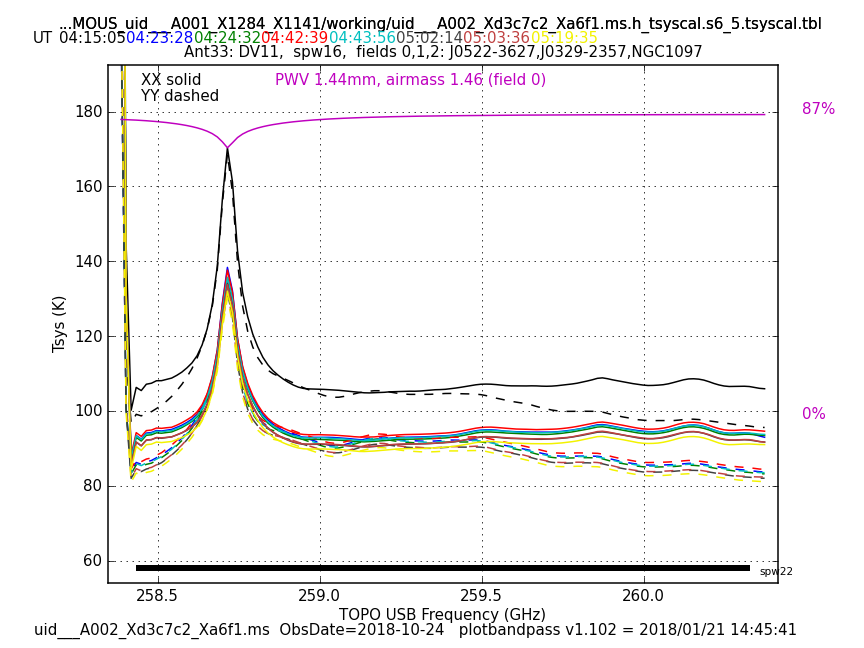 ...MOUS_uid___A001_X1284_X1141/working/uid___A002_Xd3c7c2_Xa6f1.ms.h_tsyscal.s6_5.tsyscal.tbl
UT 04:15:05 04:23:28 04:24:32 04:42:39 04:43:56 05:02:14 05:03:36 05:19:35
Ant33: DV11,  spw16,  fields 0,1,2: J0522-3627,J0329-2357,NGC1097
XX solid
PWV 1.44mm, airmass 1.46 (field 0)
YY dashed
87%
0%
180
160
140
120
100
80
60
Tsys (K)
spw22
258.5 259.0 259.5 260.0
TOPO USB Frequency (GHz)
uid___A002_Xd3c7c2_Xa6f1.ms  ObsDate=2018-10-24   plotbandpass v1.102 = 2018/01/21 14:45:41